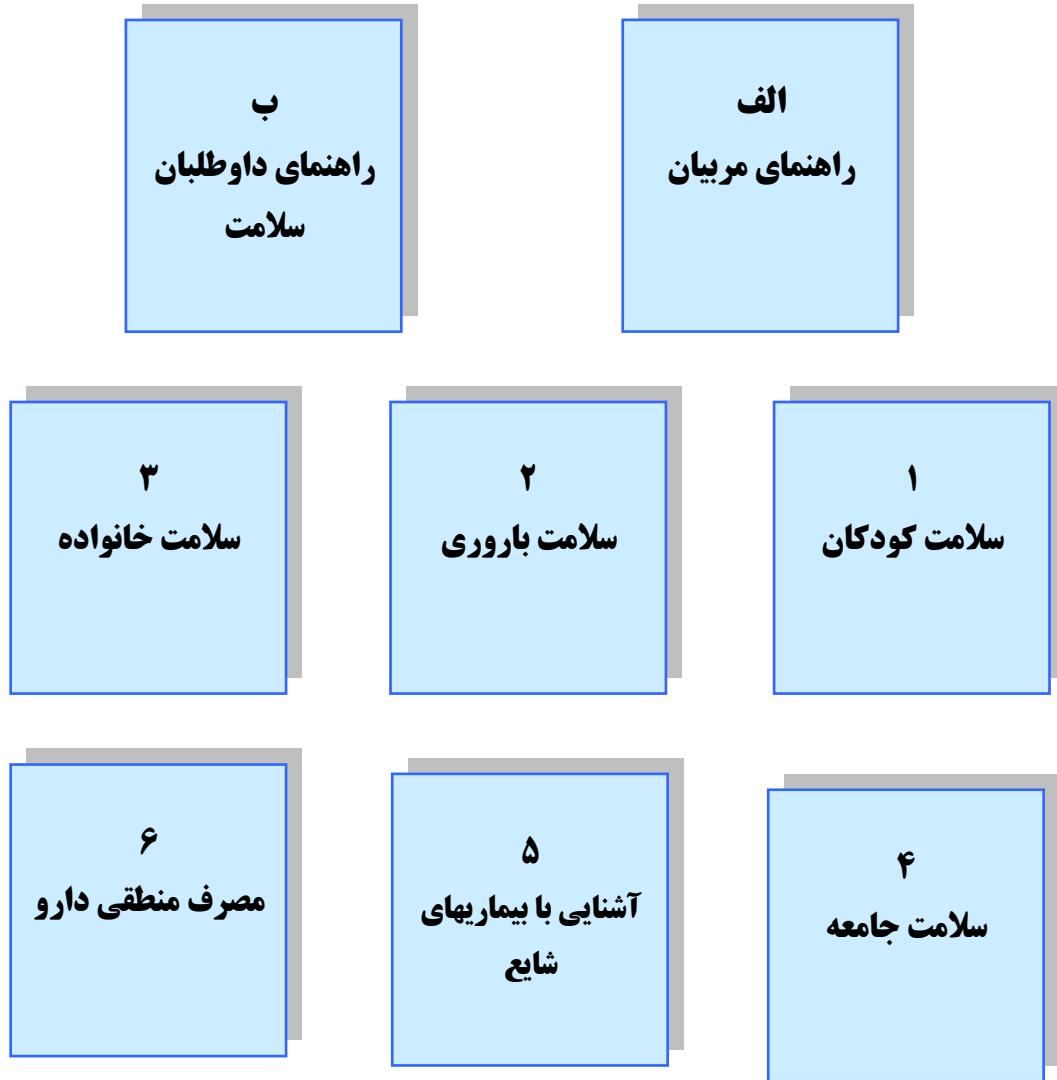 الف
راهنمای مربیان
ب
راهنمای داوطلبان
سلامت
۱
سلامت کودکان
۲
سلامت باروری
۳
سلامت خانواده
۴
سلامت جامعه
۵
آشنایی با بیماریهای
شایع
۶
مصرف منطقی دارو